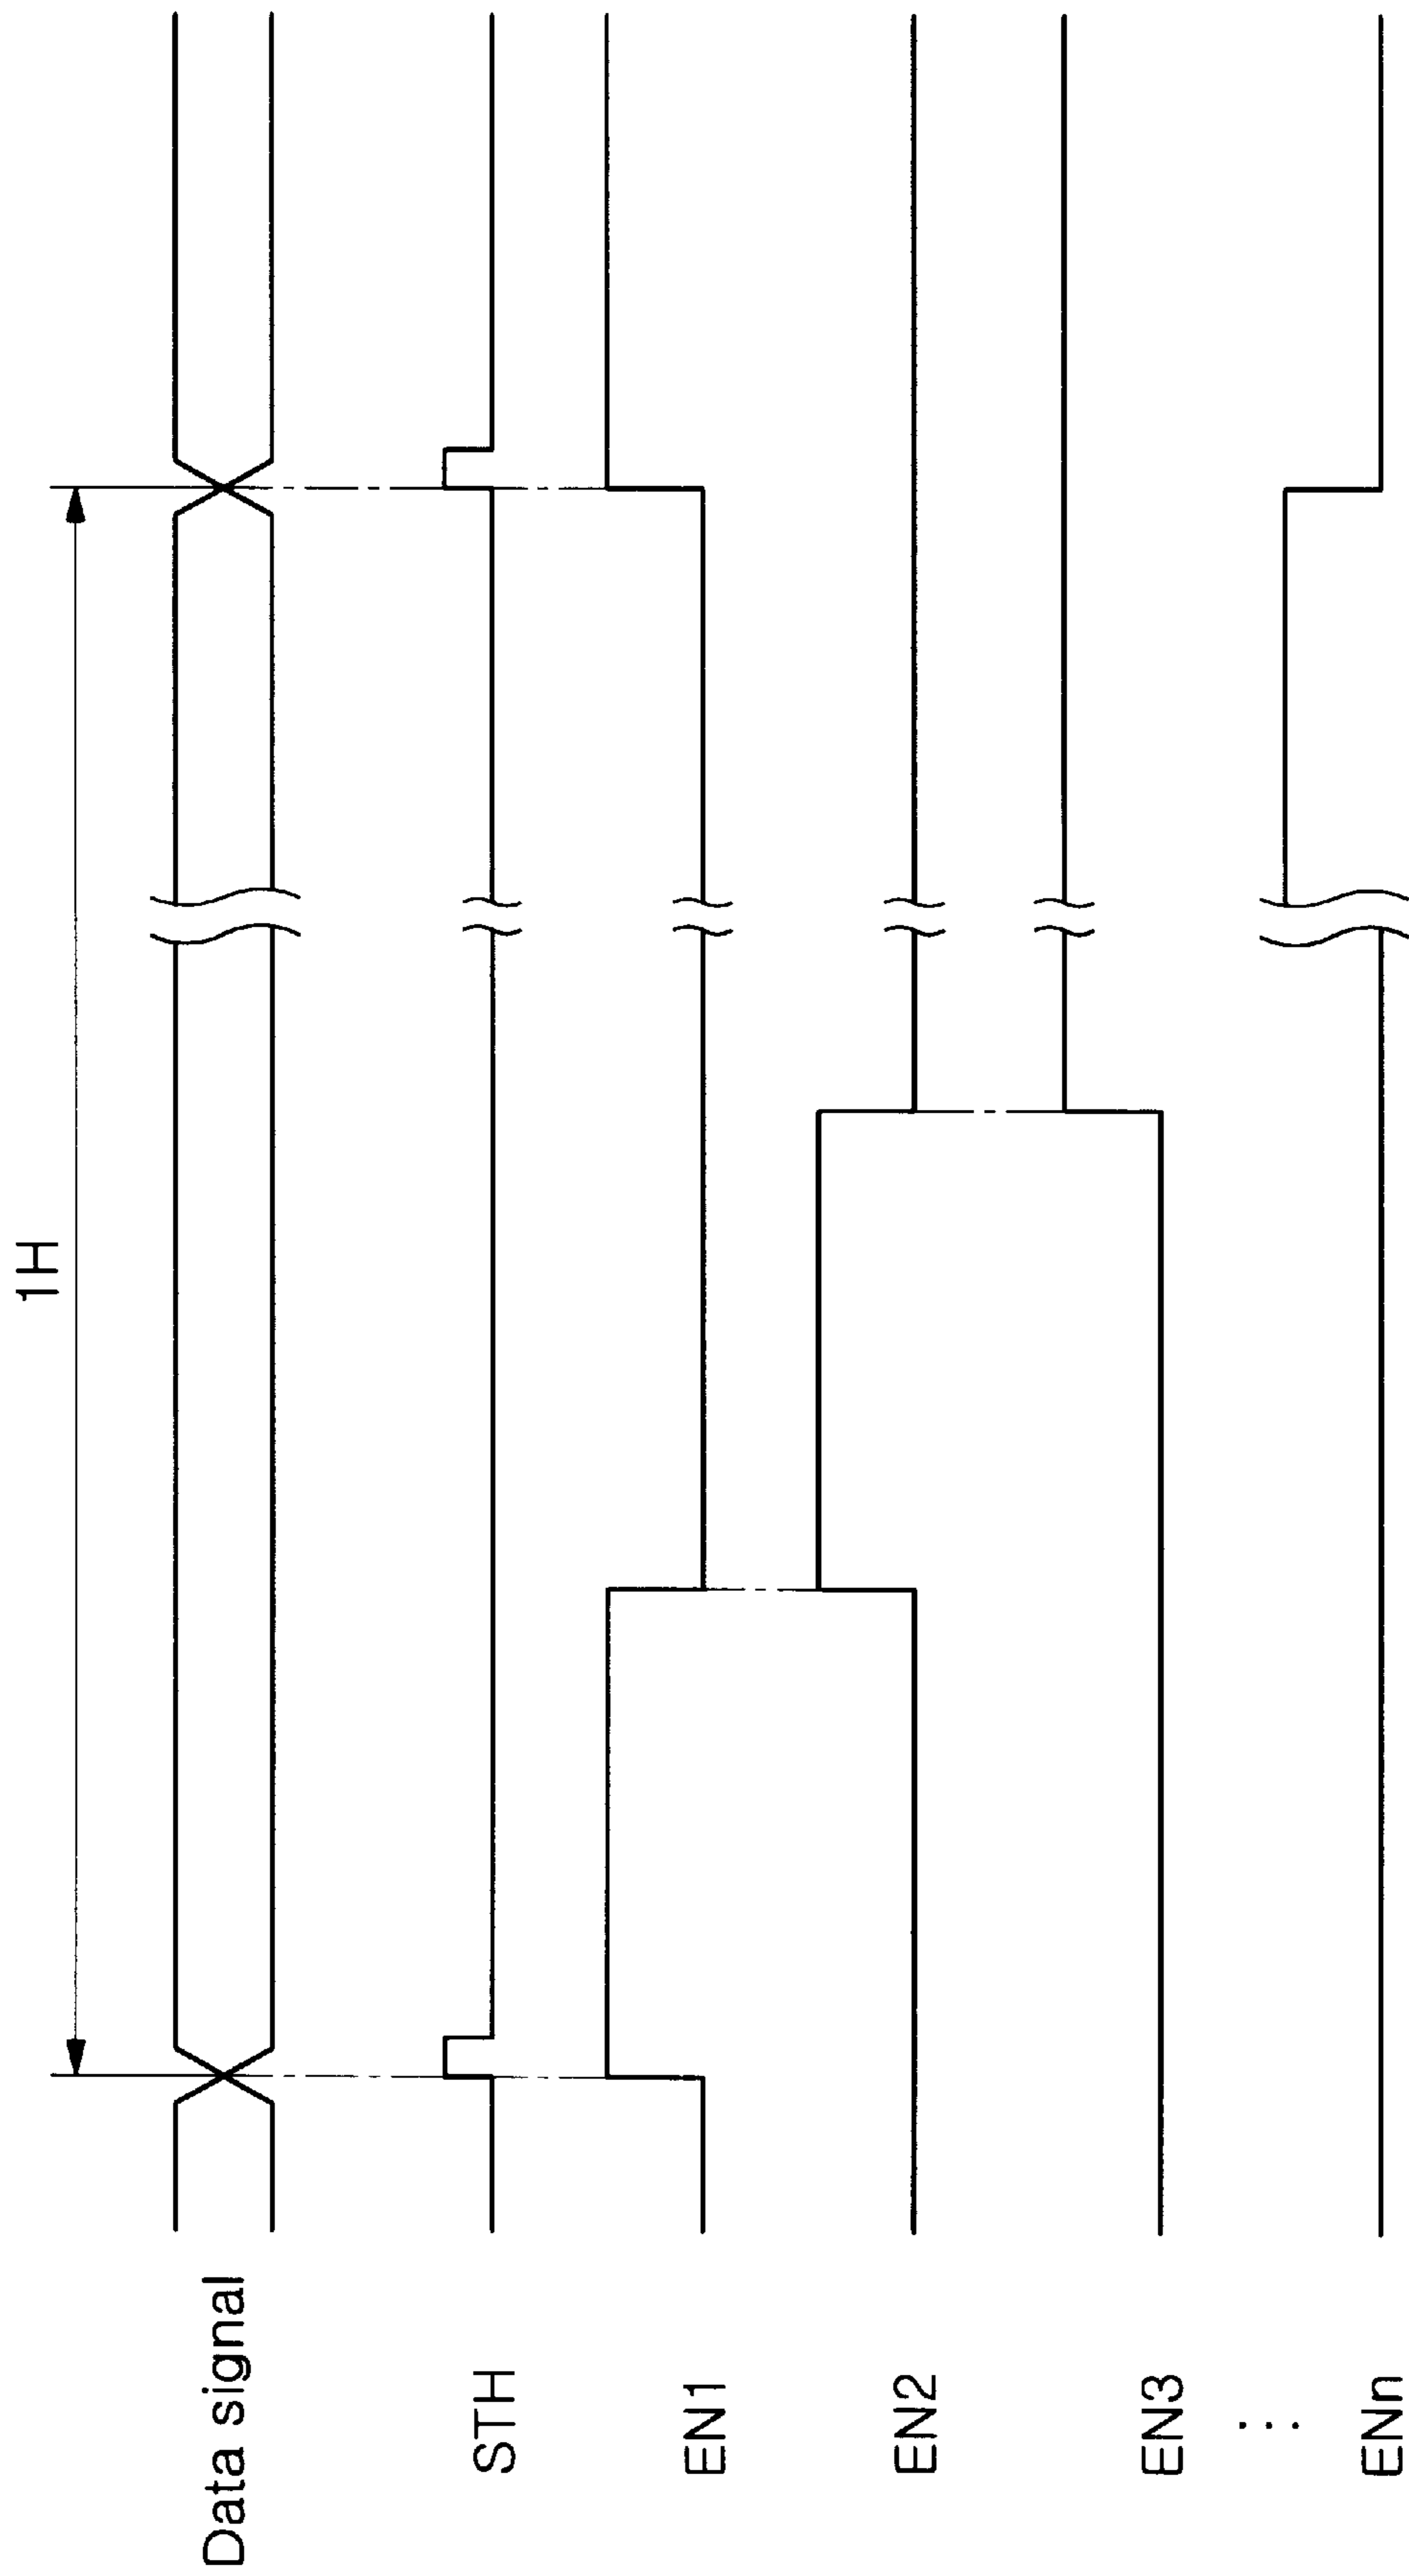 1H
Data signal
STH
EN1
EN2
EN3
⋮
ENn